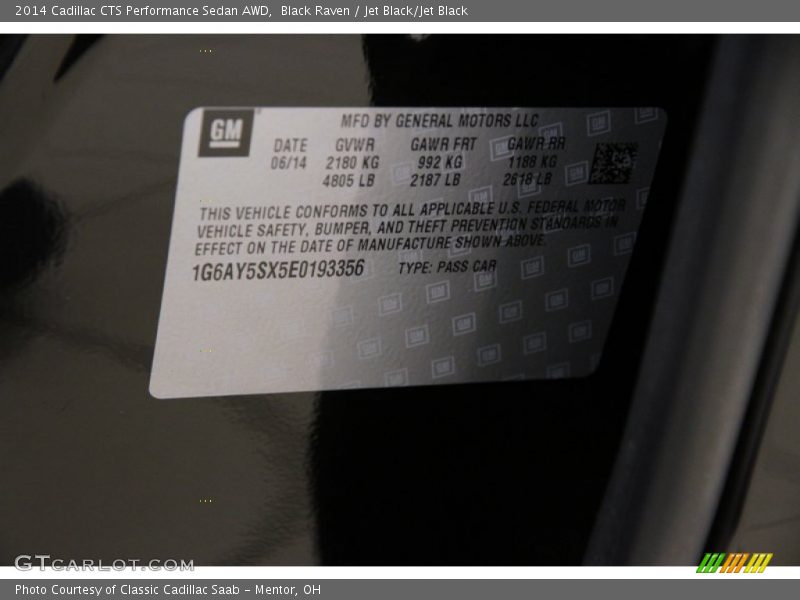 2014 Cadillac CTS Performance Sedan AWD,  Black Raven / Jet Black/Jet Black
GM
MFD BY GENERAL MOTORS LLC
DATE GVWR GAWR FRT GAWR RR
06/14 2180 KG 992 KG 1188 KG
4805 LB 2187 LB 2618 LB
THIS VEHICLE CONFORMS TO ALL APPLICABLE U.S. FEDERAL MOTOR
VEHICLE SAFETY, BUMPER, AND THEFT PREVENTION STANDARDS IN
EFFECT ON THE DATE OF MANUFACTURE SHOWN ABOVE.
1G6AY5SX5E0193356 TYPE: PASS CAR
GTCARLOT.COM
Photo Courtesy of Classic Cadillac Saab - Mentor, OH